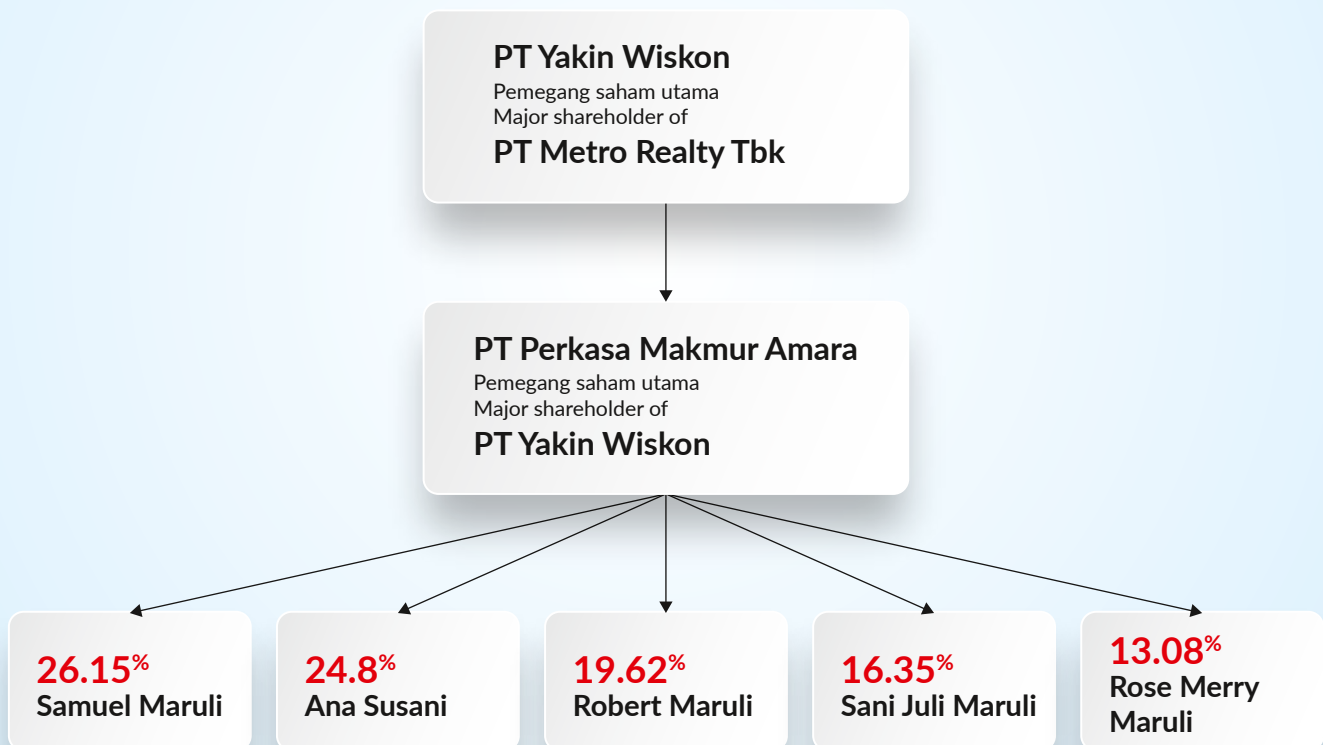 PT Yakin Wiskon
Pemegang saham utama
Major shareholder of
PT Metro Realty Tbk
PT Perkasa Makmur Amara
Pemegang saham utama
Major shareholder of
PT Yakin Wiskon
26.15%
Samuel Maruli
24.8%
Ana Susani
19.62%
Robert Maruli
16.35%
Sani Juli Maruli
13.08%
Rose Merry
Maruli